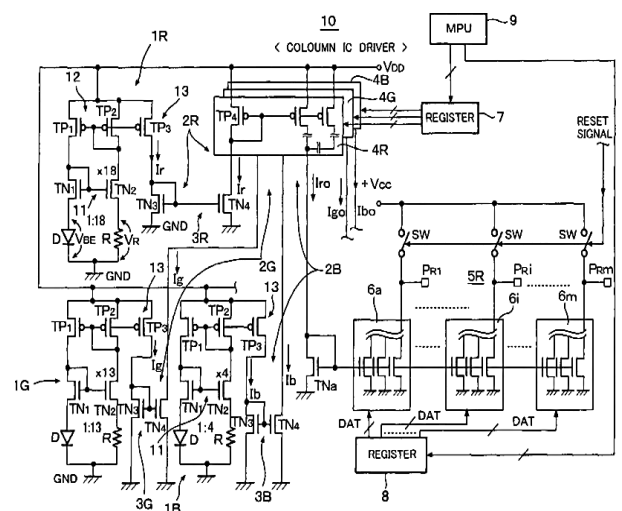 10
MPU
9
< COLOUMN IC DRIVER >
1R
VDD
4B
4G
4R
REGISTER
7
RESET
SIGNAL
12
TP1
TP2
13
TP3
2R
TP4
Ir
Ir
TN1
x18
TN2
11
1:18
TN3
GND
TN4
3R
D
VBE
R
VR
GND
2G
Ig
2B
Iro
Igo
+Vcc
Ibo
SW
SW
SW
PR1
5R
PRi
PRm
6a
6i
6m
TP1
TP2
13
TP3
TP1
TP2
13
TP3
Ig
Ib
Ib
TNa
1G
x13
TN1
TN2
1:13
TN3
TN4
x4
TN1
TN2
1:4
TN3
TN4
D
R
11
D
R
GND
3G
1B
3B
DAT
DAT
DAT
REGISTER
8